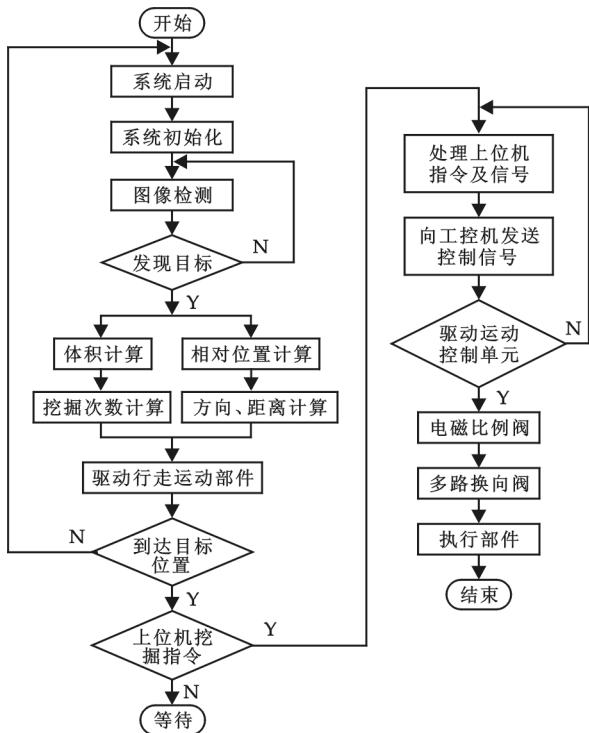 开始
系统启动
系统初始化
图像检测
发现目标
N
Y
体积计算
相对位置计算
挖掘次数计算
方向、距离计算
驱动行走运动部件
到达目标
位置
N
Y
上位机挖
掘指令
Y
N
等待
处理上位机
指令及信号
向工控机发送
控制信号
驱动运动
控制单元
N
Y
电磁比例阀
多路换向阀
执行部件
结束